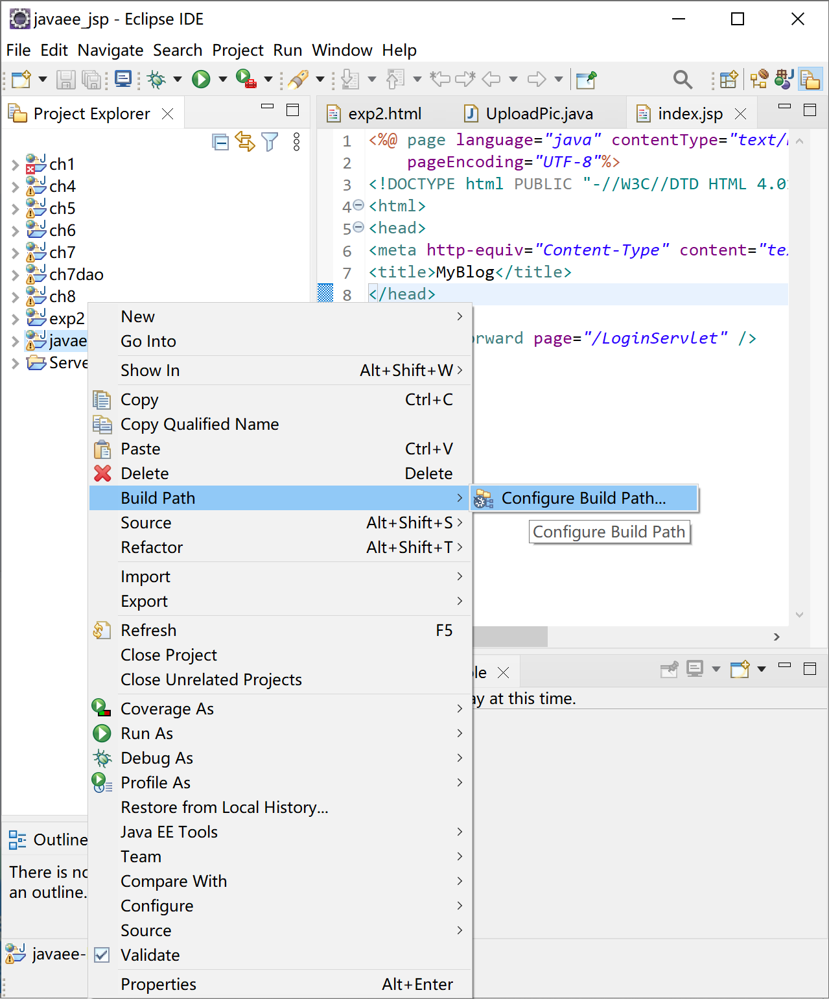 javaee_jsp - Eclipse IDE
File Edit Navigate Search Project Run Window Help
Project Explorer
ch1
ch4
ch5
ch6
ch7
ch7dao
ch8
exp2
javae
Serve
exp2.html
UploadPic.java
index.jsp
1 <%@ page language="java" contentType="text/
2 pageEncoding="UTF-8"%>
3 <!DOCTYPE html PUBLIC "-//W3C//DTD HTML 4.0
4 <html>
5 <head>
6 <meta http-equiv="Content-Type" content="te
7 <title>MyBlog</title>
8 </head>
rward page="/LoginServlet" />
New
Go Into
Show In Alt+Shift+W
Copy Ctrl+C
Copy Qualified Name
Paste Ctrl+V
Delete Delete
Build Path
Configure Build Path...
Configure Build Path
Source Alt+Shift+S
Refactor Alt+Shift+T
Import
Export
Refresh F5
Close Project
Close Unrelated Projects
Coverage As
Run As
Debug As
Profile As
Restore from Local History...
Java EE Tools
Team
Compare With
Configure
Source
Validate
Properties Alt+Enter
le
ay at this time.
Outline
There is no
an outline.
javaee-